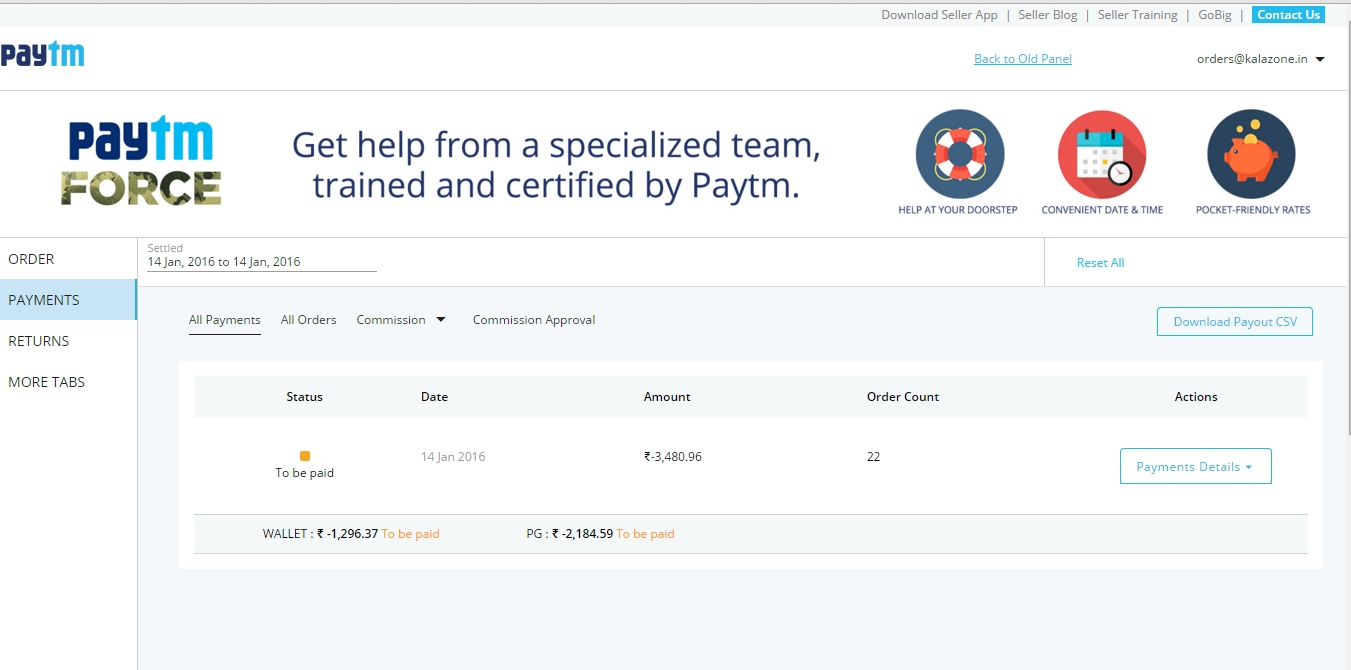 Download Seller App | Seller Blog | Seller Training | GoBig | Contact Us
paytm
Back to Old Panel
orders@kalazone.in
paytm
FORCE
Get help from a specialized team,
trained and certified by Paytm.
HELP AT YOUR DOORSTEP
CONVENIENT DATE & TIME
POCKET-FRIENDLY RATES
ORDER
PAYMENTS
RETURNS
MORE TABS
Settled
14 Jan, 2016 to 14 Jan, 2016
Reset All
All Payments All Orders Commission Commission Approval
Download Payout CSV
Status Date Amount Order Count Actions
To be paid
14 Jan 2016 ₹-3,480.96 22
Payments Details
WALLET : ₹ -1,296.37 To be paid PG : ₹ -2,184.59 To be paid